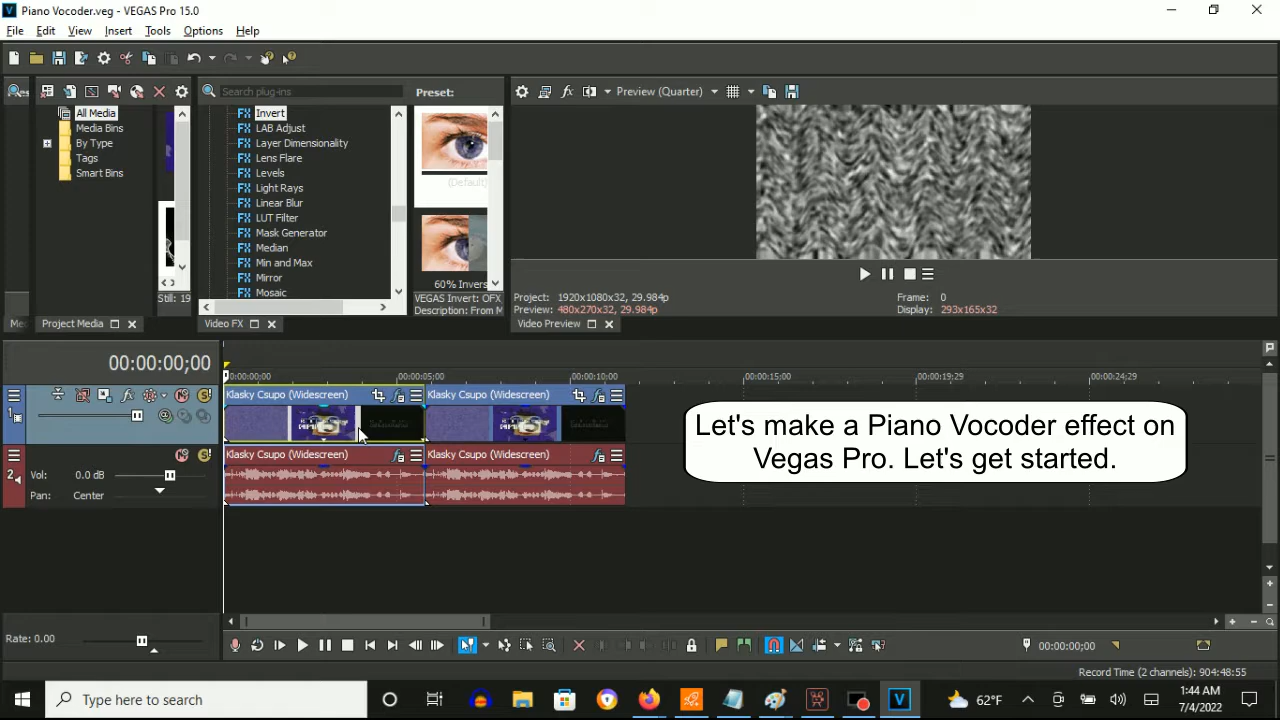 Piano Vocoder.veg - VEGAS Pro 15.0
File Edit View Insert Tools Options Help
All Media
Media Bins
By Type
Tags
Smart Bins
Still: 19
Project Media
Search plug-ins
Invert
LAB Adjust
Layer Dimensionality
Lens Flare
Levels
Light Rays
Linear Blur
LUT Filter
Mask Generator
Median
Min and Max
Mirror
Mosaic
Video FX
Preset:
(Default)
60% Invers
VEGAS Invert: OFX
Description: From M
Preview (Quarter)
Project: 1920x1080x32, 29.984p
Preview: 480x270x32, 29.984p
Frame: 0
Display: 293x165x32
Video Preview
00:00:00;00
00:00:00;00 00:00:05;00 00:00:10;00 00:00:15;00 00:00:19;29 00:00:24;29
1
Klasky Csupo (Widescreen) Klasky Csupo (Widescreen)
2
Klasky Csupo (Widescreen) Klasky Csupo (Widescreen)
Vol: 0.0 dB
Pan: Center
Let's make a Piano Vocoder effect on
Vegas Pro. Let's get started.
Rate: 0.00
00:00:00;00
Record Time (2 channels): 904:48:55
Type here to search
62°F
1:44 AM
7/4/2022